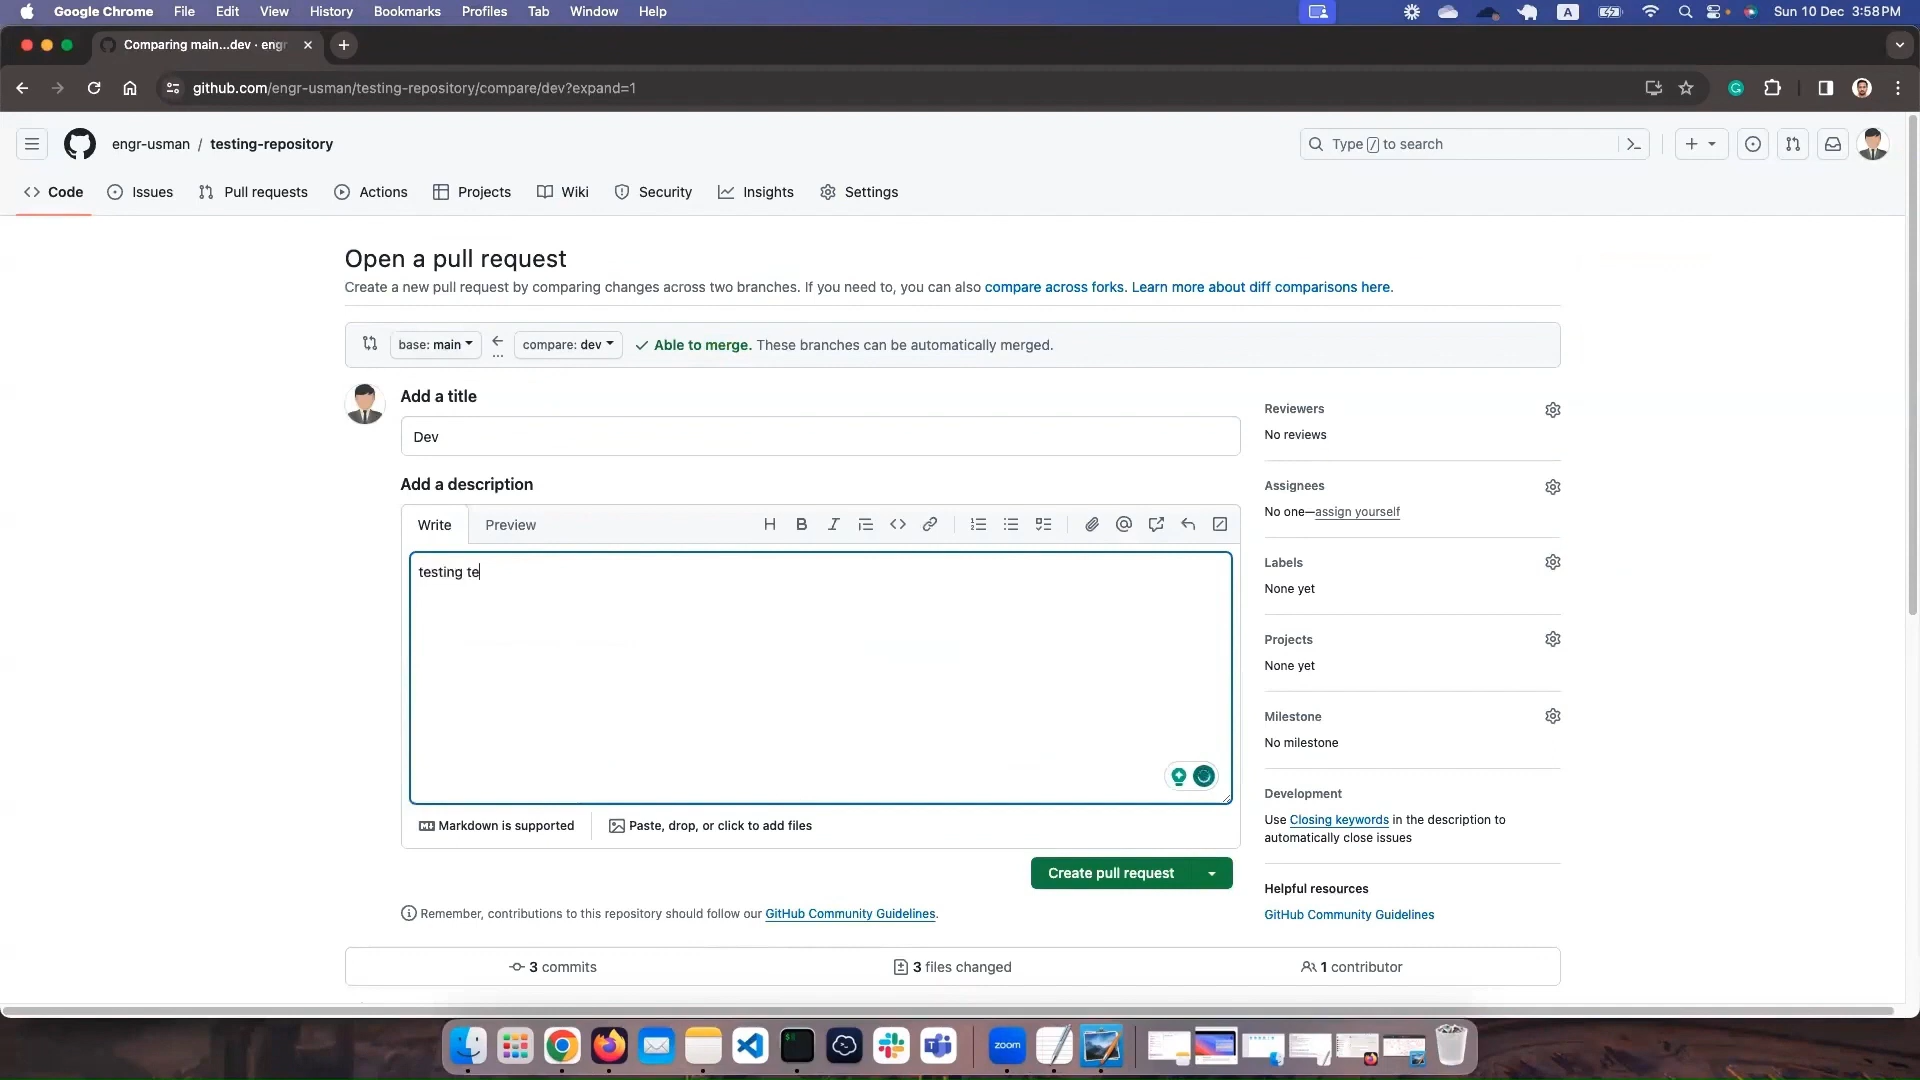 Google Chrome File Edit View History Bookmarks Profiles Tab Window Help A Sun 10 Dec 3:58 PM
Comparing main...dev · engr
github.com/engr-usman/testing-repository/compare/dev?expand=1
engr-usman / testing-repository
Type / to search
Code Issues Pull requests Actions Projects Wiki Security Insights Settings
Open a pull request
Create a new pull request by comparing changes across two branches. If you need to, you can also compare across forks. Learn more about diff comparisons here.
base: main compare: dev Able to merge. These branches can be automatically merged.
Add a title
Dev
Add a description
Write Preview H B I
testing te
Markdown is supported Paste, drop, or click to add files
Create pull request
Remember, contributions to this repository should follow our GitHub Community Guidelines.
Reviewers
No reviews
Assignees
No one—assign yourself
Labels
None yet
Projects
None yet
Milestone
No milestone
Development
Use Closing keywords in the description to
automatically close issues
Helpful resources
GitHub Community Guidelines
3 commits 3 files changed 1 contributor
zoom